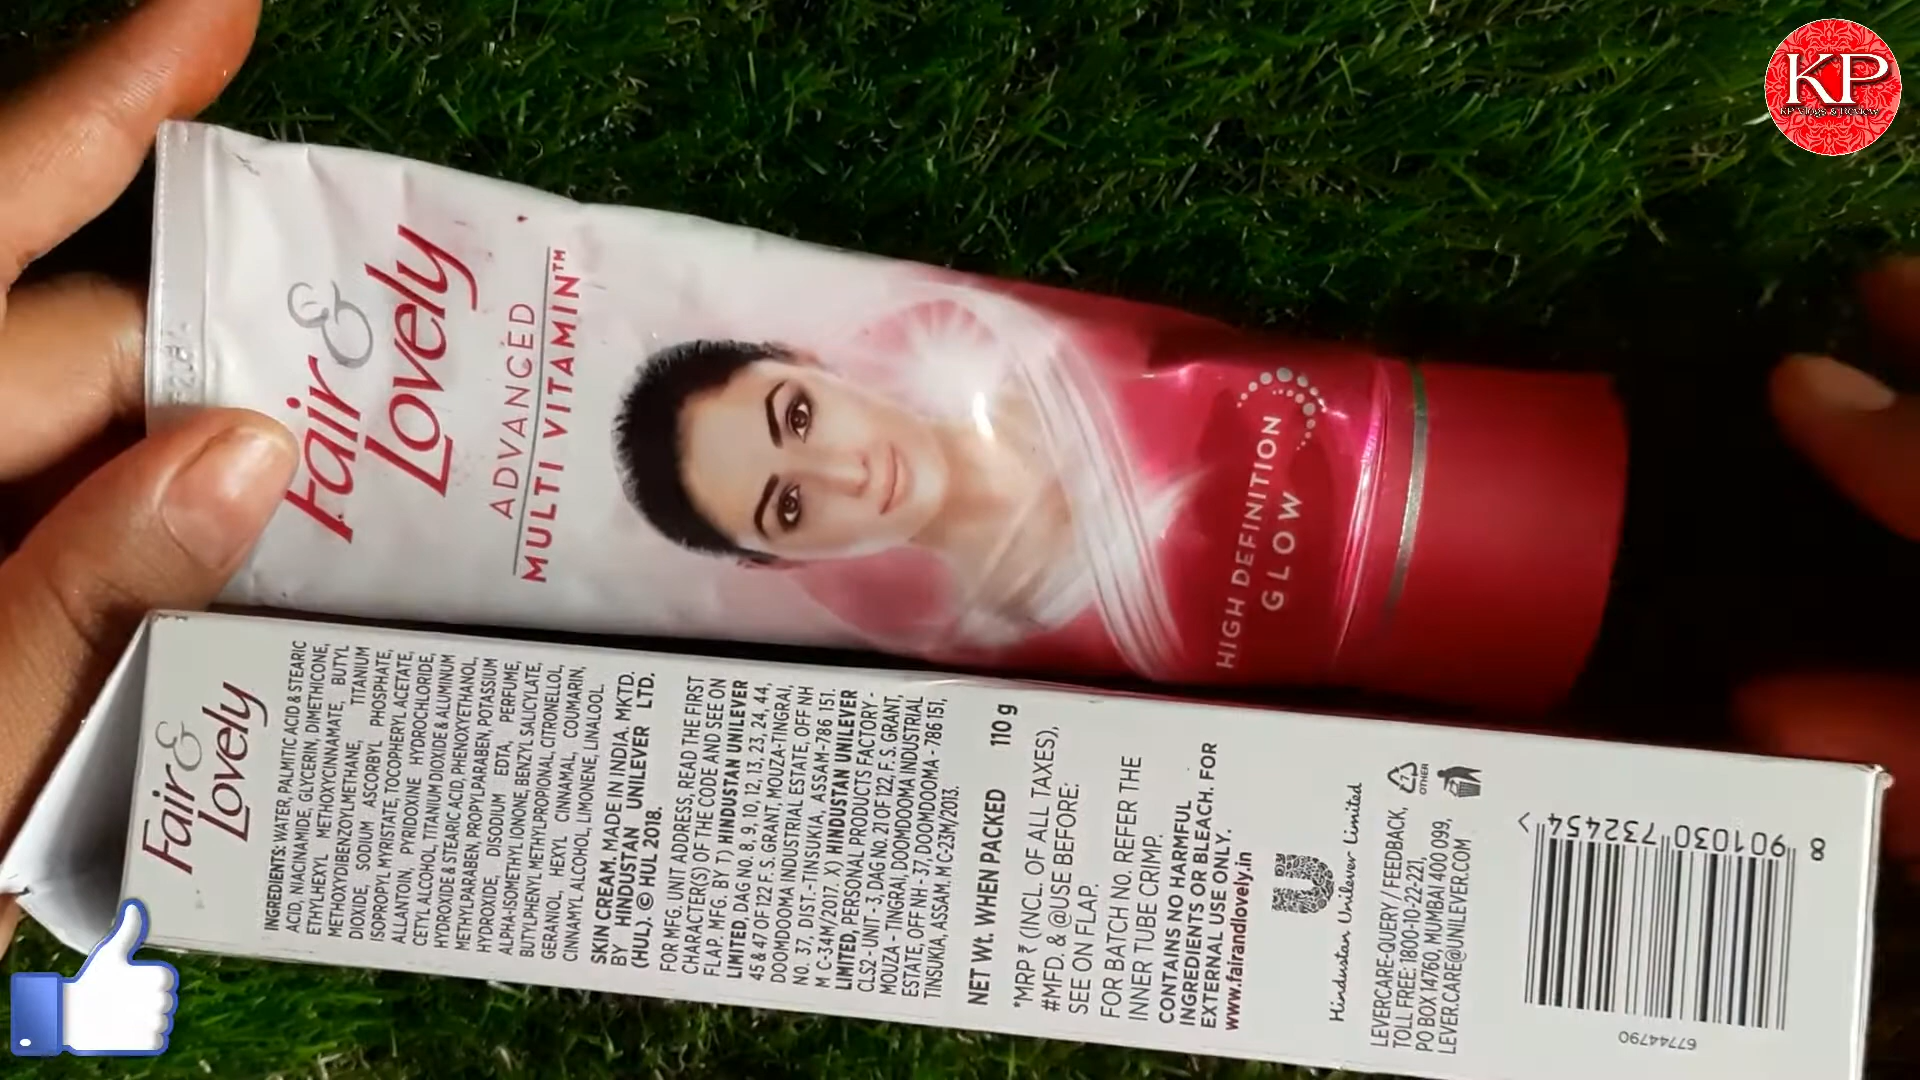 KP
KP Vlogs & Review
Fair &
Lovely
ADVANCED
MULTI VITAMIN™
HIGH DEFINITION
GLOW
Fair &
Lovely
INGREDIENTS: WATER, PALMITIC ACID & STEARIC
ACID, NIACINAMIDE, GLYCERIN, DIMETHICONE,
ETHYLHEXYL METHOXYCINNAMATE, BUTYL
METHOXYDIBENZOYLMETHANE, TITANIUM
DIOXIDE, SODIUM ASCORBYL PHOSPHATE,
ISOPROPYL MYRISTATE, TOCOPHERYL ACETATE,
ALLANTOIN, PYRIDOXINE HYDROCHLORIDE,
CETYL ALCOHOL, TITANIUM DIOXIDE & ALUMINUM
HYDROXIDE & STEARIC ACID, PHENOXYETHANOL,
METHYLPARABEN, PROPYLPARABEN, POTASSIUM
HYDROXIDE, DISODIUM EDTA, PERFUME,
ALPHA-ISOMETHYL IONONE, BENZYL SALICYLATE,
BUTYLPHENYL METHYLPROPIONAL, CITRONELLOL,
GERANIOL, HEXYL CINNAMAL, COUMARIN,
CINNAMYL ALCOHOL, LIMONENE, LINALOOL.
SKIN CREAM. MADE IN INDIA. MKTD.
BY HINDUSTAN UNILEVER LTD.
(HUL). © HUL 2018.
FOR MFG. UNIT ADDRESS, READ THE FIRST
CHARACTER(S) OF THE CODE AND SEE ON
FLAP. MFG. BY T) HINDUSTAN UNILEVER
LIMITED, DAG NO. 8, 9, 10, 12, 13, 23, 24, 44,
45 & 47 OF 122 F. S. GRANT, MOUZA-TINGRAI,
DOOMDOOMA INDUSTRIAL ESTATE, OFF NH
NO. 37, DIST.-TINSUKIA, ASSAM-786 151.
M C-34M/2017. X) HINDUSTAN UNILEVER
LIMITED, PERSONAL PRODUCTS FACTORY -
CLS2 - UNIT - 3, DAG No. 21 OF 122, F. S. GRANT,
MOUZA - TINGRAI, DOOMDOOMA INDUSTRIAL
ESTATE, OFF NH - 37, DOOMDOOMA - 786 151,
TINSUKIA, ASSAM. M C-23M/2013.
NET Wt. WHEN PACKED 110 g
*MRP ₹ (INCL. OF ALL TAXES),
#MFD. & @USE BEFORE:
SEE ON FLAP.
FOR BATCH No. REFER THE
INNER TUBE CRIMP.
CONTAINS NO HARMFUL
INGREDIENTS OR BLEACH. FOR
EXTERNAL USE ONLY.
www.fairandlovely.in
Hindustan Unilever Limited
LEVERCARE-QUERY / FEEDBACK,
TOLL FREE: 1800-10-22-221,
PO BOX 14760, MUMBAI 400 099,
LEVER.CARE@UNILEVER.COM
7
OTHER
8
901030 732454 >
67744790